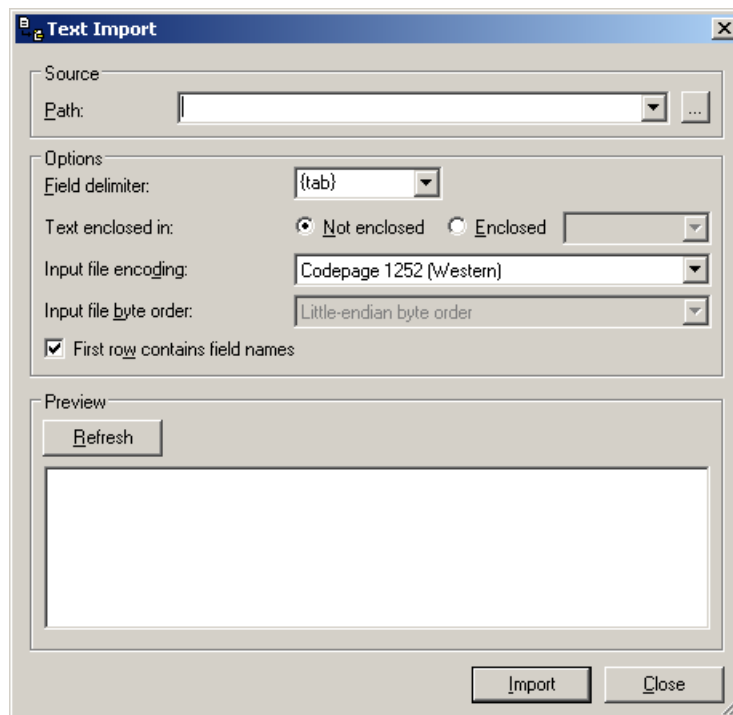 Text Import
Source
Path:
...
Options
Field delimiter: {tab}
Text enclosed in: Not enclosed Enclosed
Input file encoding: Codepage 1252 (Western)
Input file byte order: Little-endian byte order
First row contains field names
Preview
Refresh
Import Close